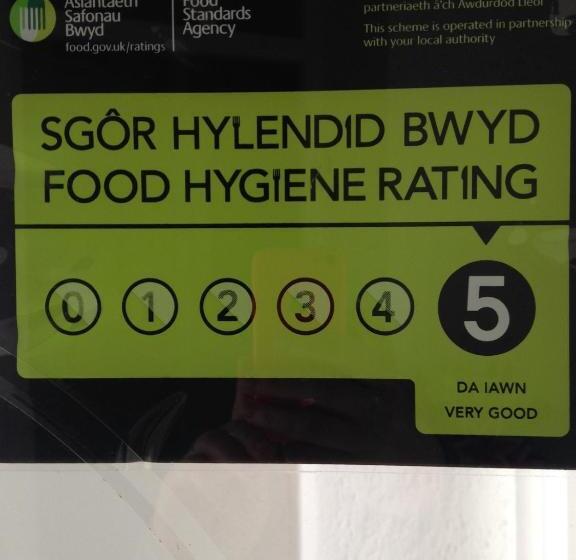 Asiantaeth
Safonau
Bwyd
food.gov.uk/ratings
Food
Standards
Agency
partneriaeth â'ch Awdurdod Lleol
This scheme is operated in partnership
with your local authority
SGÔR HYLENDID BWYD
FOOD HYGIENE RATING
0 1 2 3 4 5
DA IAWN
VERY GOOD